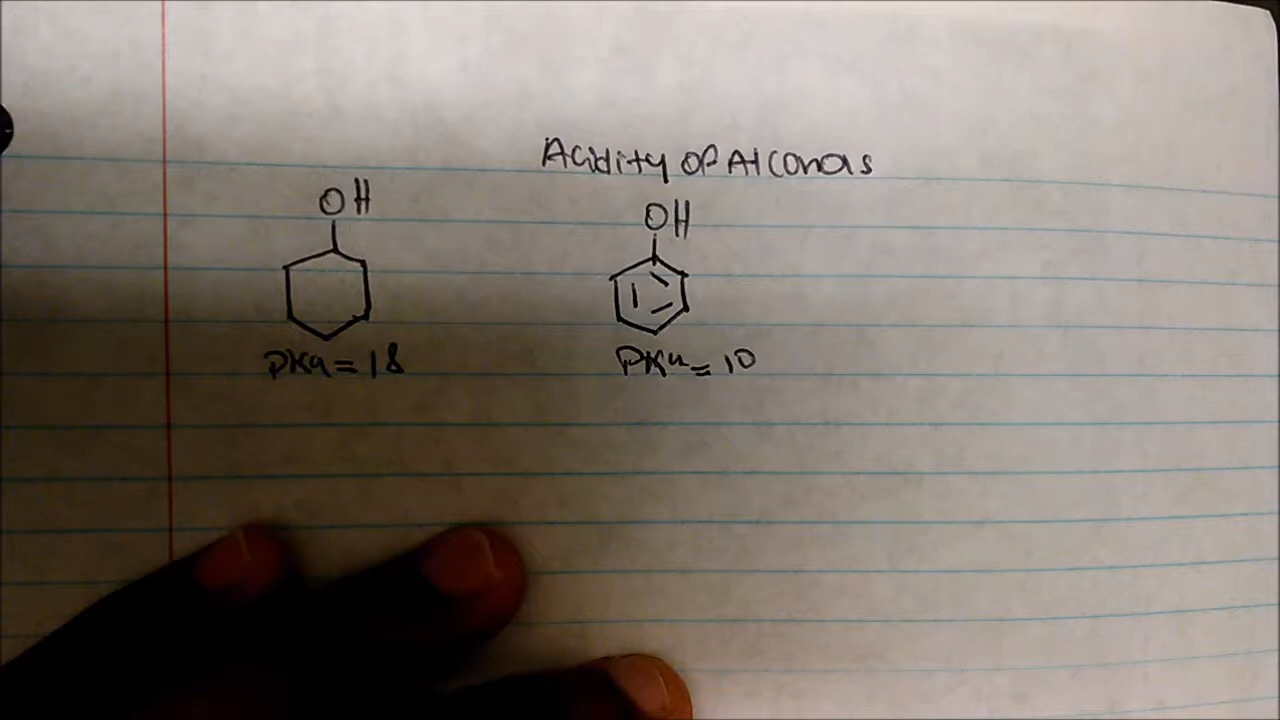 Acidity of Alcohols
OH
OH
pKa = 18
pKa = 10